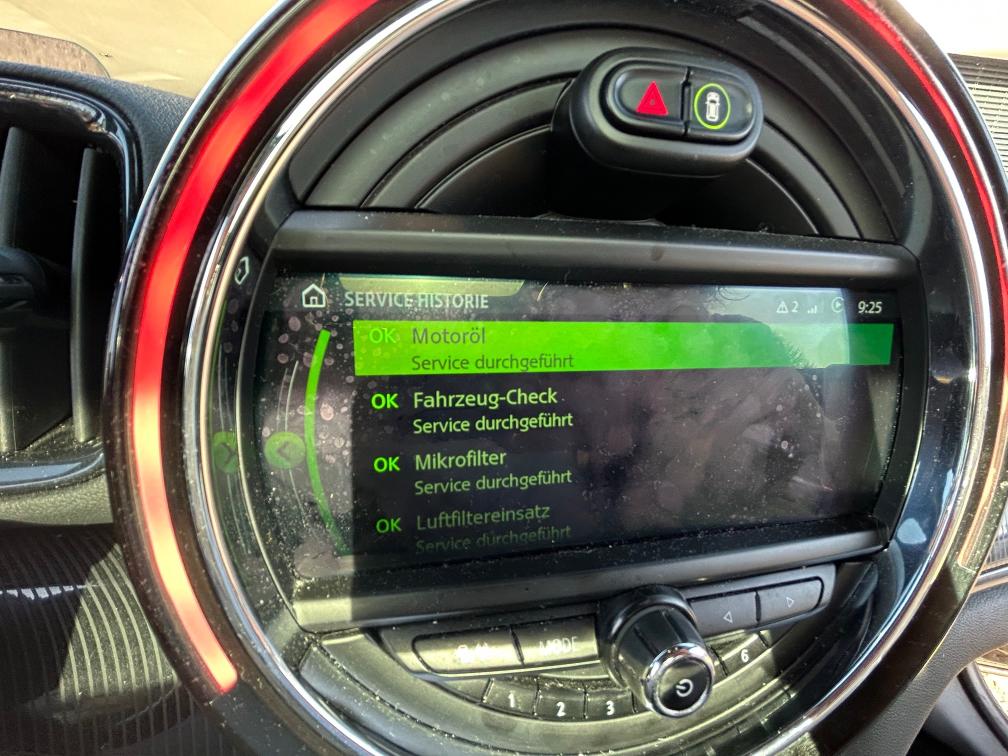 SERVICE-HISTORIE
2
9:25
OK Motoröl
Service durchgeführt
OK Fahrzeug-Check
Service durchgeführt
OK Mikrofilter
Service durchgeführt
OK Luftfiltereinsatz
Service durchgeführt
MODE
1 2 3 6